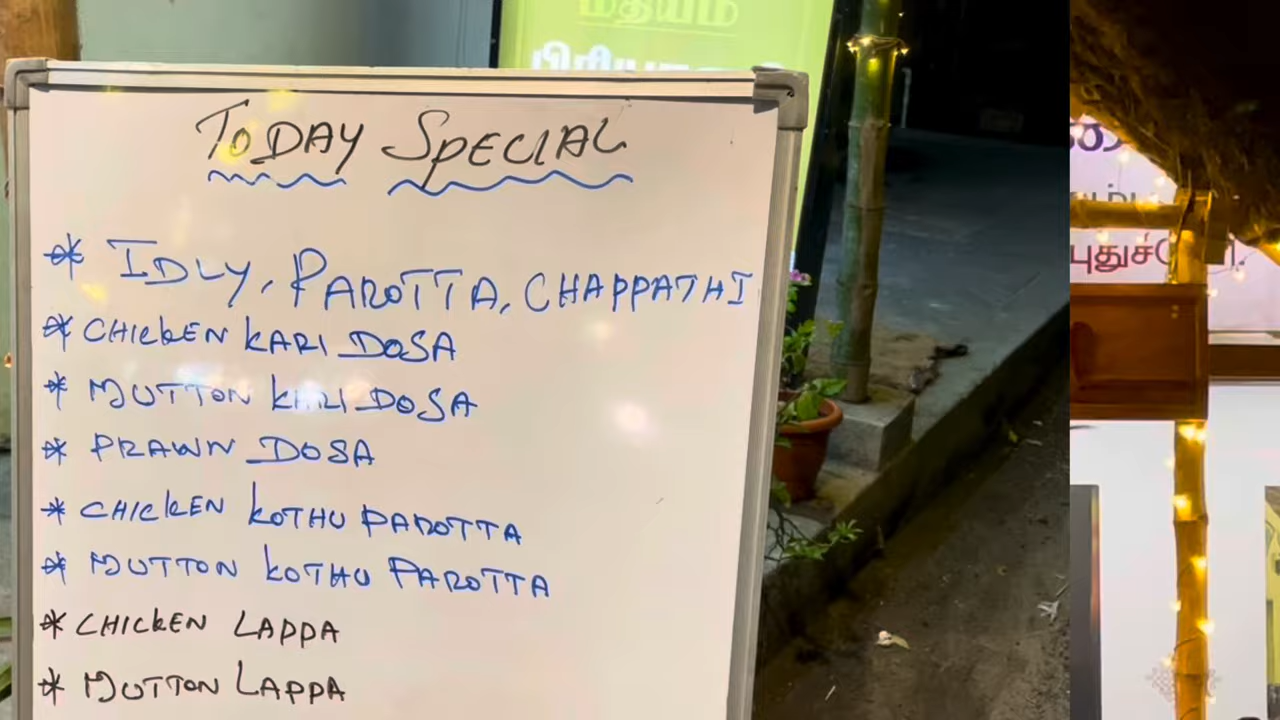 மதியம்
TODAY SPECIAL
* IDLY, PAROTTA, CHAPPATHI
* CHICKEN KARI DOSA
* MUTTON KARI DOSA
* PRAWN DOSA
* CHICKEN KOTHU PAROTTA
* MUTTON KOTHU PAROTTA
* CHICKEN LAPPA
* MUTTON LAPPA